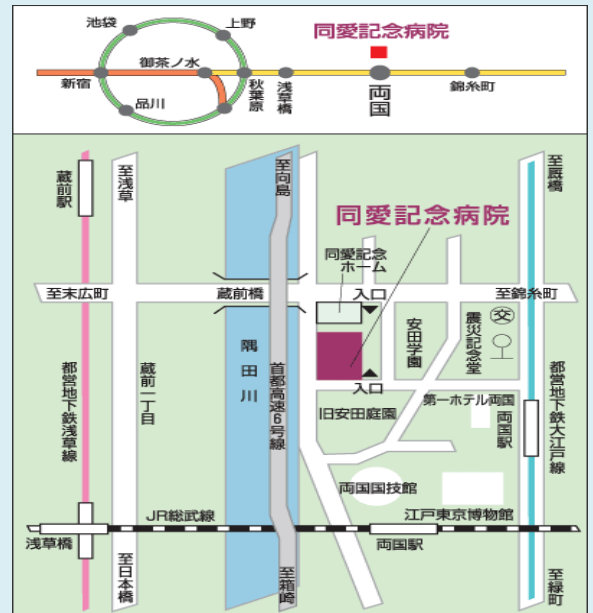 池袋
上野
同愛記念病院
御茶ノ水
新宿
品川
秋葉原
浅草橋
両国
錦糸町
蔵前駅
至浅草
至向島
至厩橋
同愛記念病院
同愛記念
ホーム
至末広町
蔵前橋
入口
至錦糸町
隅田川
首都高速6号線
安田学園
震災記念堂
交
都営地下鉄浅草線
蔵前一丁目
入口
旧安田庭園
第一ホテル両国
両国駅
都営地下鉄大江戸線
両国国技館
JR総武線
江戸東京博物館
浅草橋
両国駅
至日本橋
至箱崎
至緑町